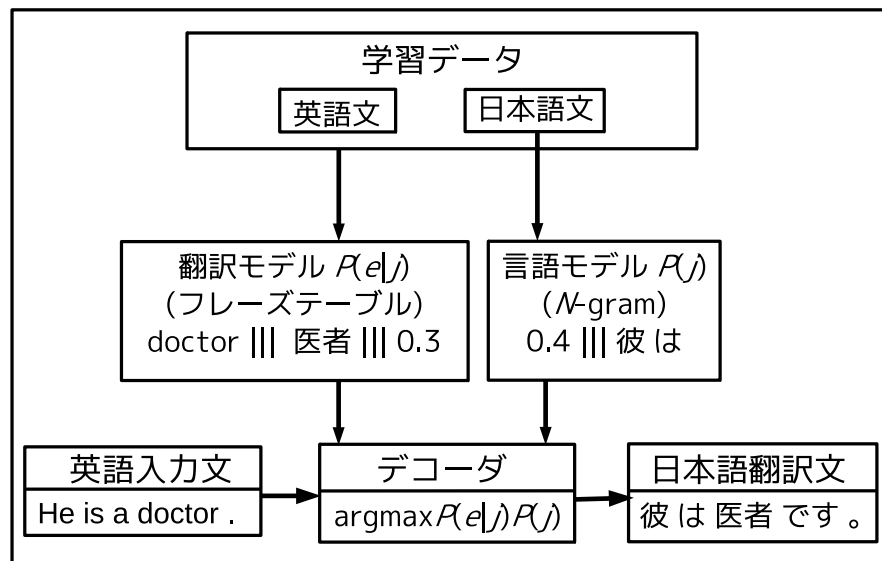 学習データ
英語文
日本語文
翻訳モデル P(e|j)
(フレーズテーブル)
doctor ||| 医者 ||| 0.3
言語モデル P(j)
(N-gram)
0.4 ||| 彼 は
英語入力文
He is a doctor .
デコーダ
argmaxP(e|j)P(j)
日本語翻訳文
彼 は 医者 です 。